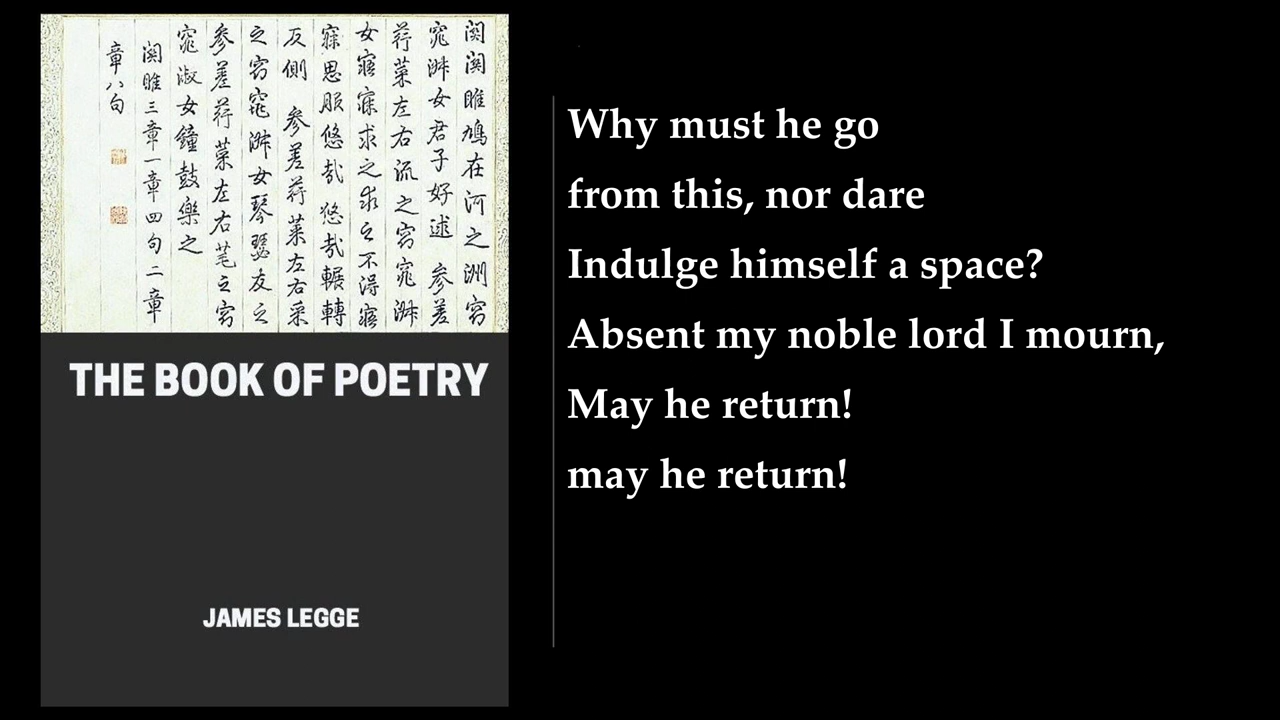 關關雎鳩在河之洲窈
窕淑女君子好逑 參差
荇菜左右流之窈窕淑
女寤寐求之求之不得寤
寐思服悠哉悠哉輾轉
反側 參差荇菜左右采
之窈窕淑女琴瑟友之
參差荇菜左右芼之窈
窕淑女鐘鼓樂之
關雎三章一章四句二章
章八句
THE BOOK OF POETRY
JAMES LEGGE
Why must he go
from this, nor dare
Indulge himself a space?
Absent my noble lord I mourn,
May he return!
may he return!